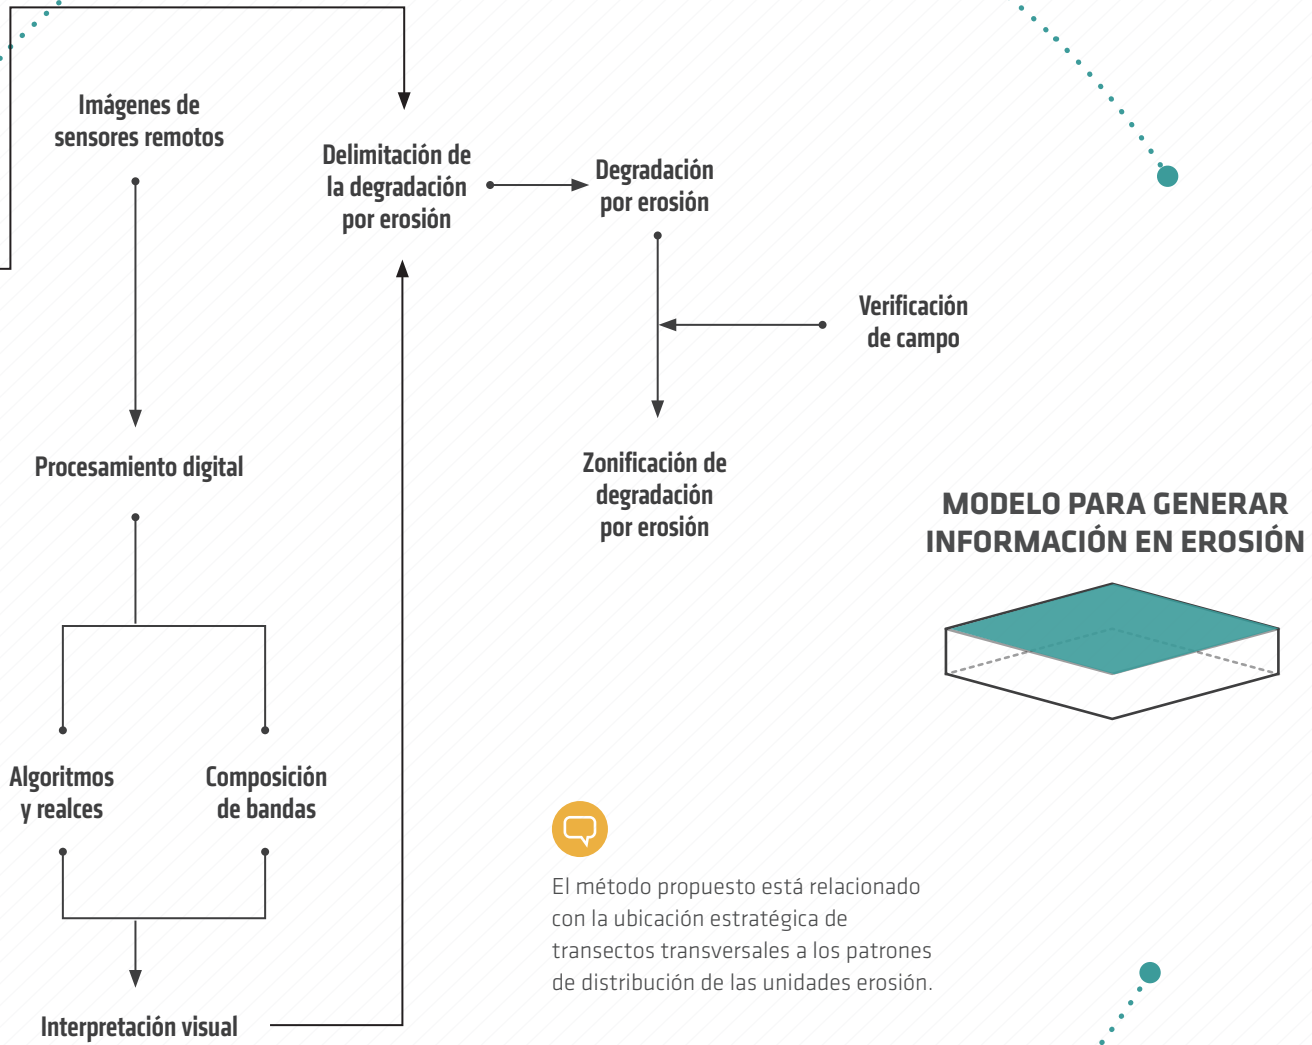 Imágenes de
sensores remotos
Delimitación de
la degradación
por erosión
Degradación
por erosión
Verificación
de campo
Procesamiento digital
Zonificación de
degradación
por erosión
MODELO PARA GENERAR
INFORMACIÓN EN EROSIÓN
Algoritmos
y realces
Composición
de bandas
El método propuesto está relacionado
con la ubicación estratégica de
transectos transversales a los patrones
de distribución de las unidades erosión.
Interpretación visual